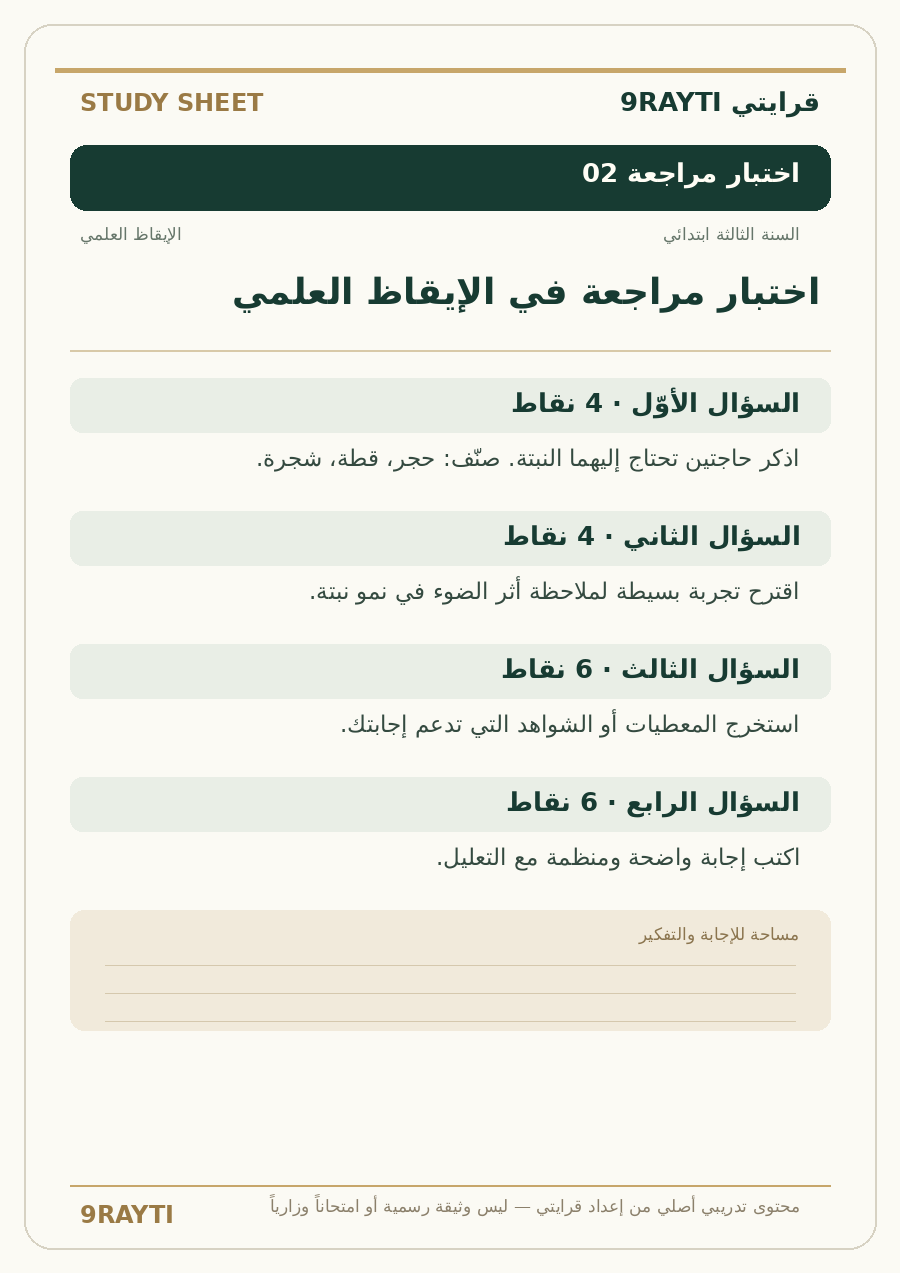 قرايتي 9RAYTI
STUDY SHEET
اختبار مراجعة 02
السنة الثالثة ابتدائي
الإيقاظ العلمي
اختبار مراجعة في الإيقاظ العلمي
السؤال الأوّل · 4 نقاط
اذكر حاجتين تحتاج إليهما النبتة. صنّف: حجر، قطة، شجرة.
السؤال الثاني · 4 نقاط
اقترح تجربة بسيطة لملاحظة أثر الضوء في نمو نبتة.
السؤال الثالث · 6 نقاط
استخرج المعطيات أو الشواهد التي تدعم إجابتك.
السؤال الرابع · 6 نقاط
اكتب إجابة واضحة ومنظمة مع التعليل.
مساحة للإجابة والتفكير
محتوى تدريبي أصلي من إعداد قرايتي — ليس وثيقة رسمية أو امتحاناً وزارياً
9RAYTI